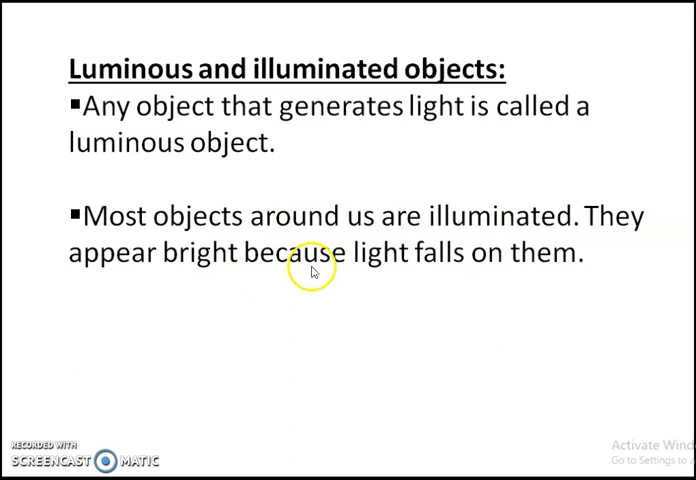 Luminous and illuminated objects:
▪Any object that generates light is called a
luminous object.
▪Most objects around us are illuminated. They
appear bright because light falls on them.
RECORDED WITH
SCREENCAST MATIC
Activate Wind
Go to Settings to